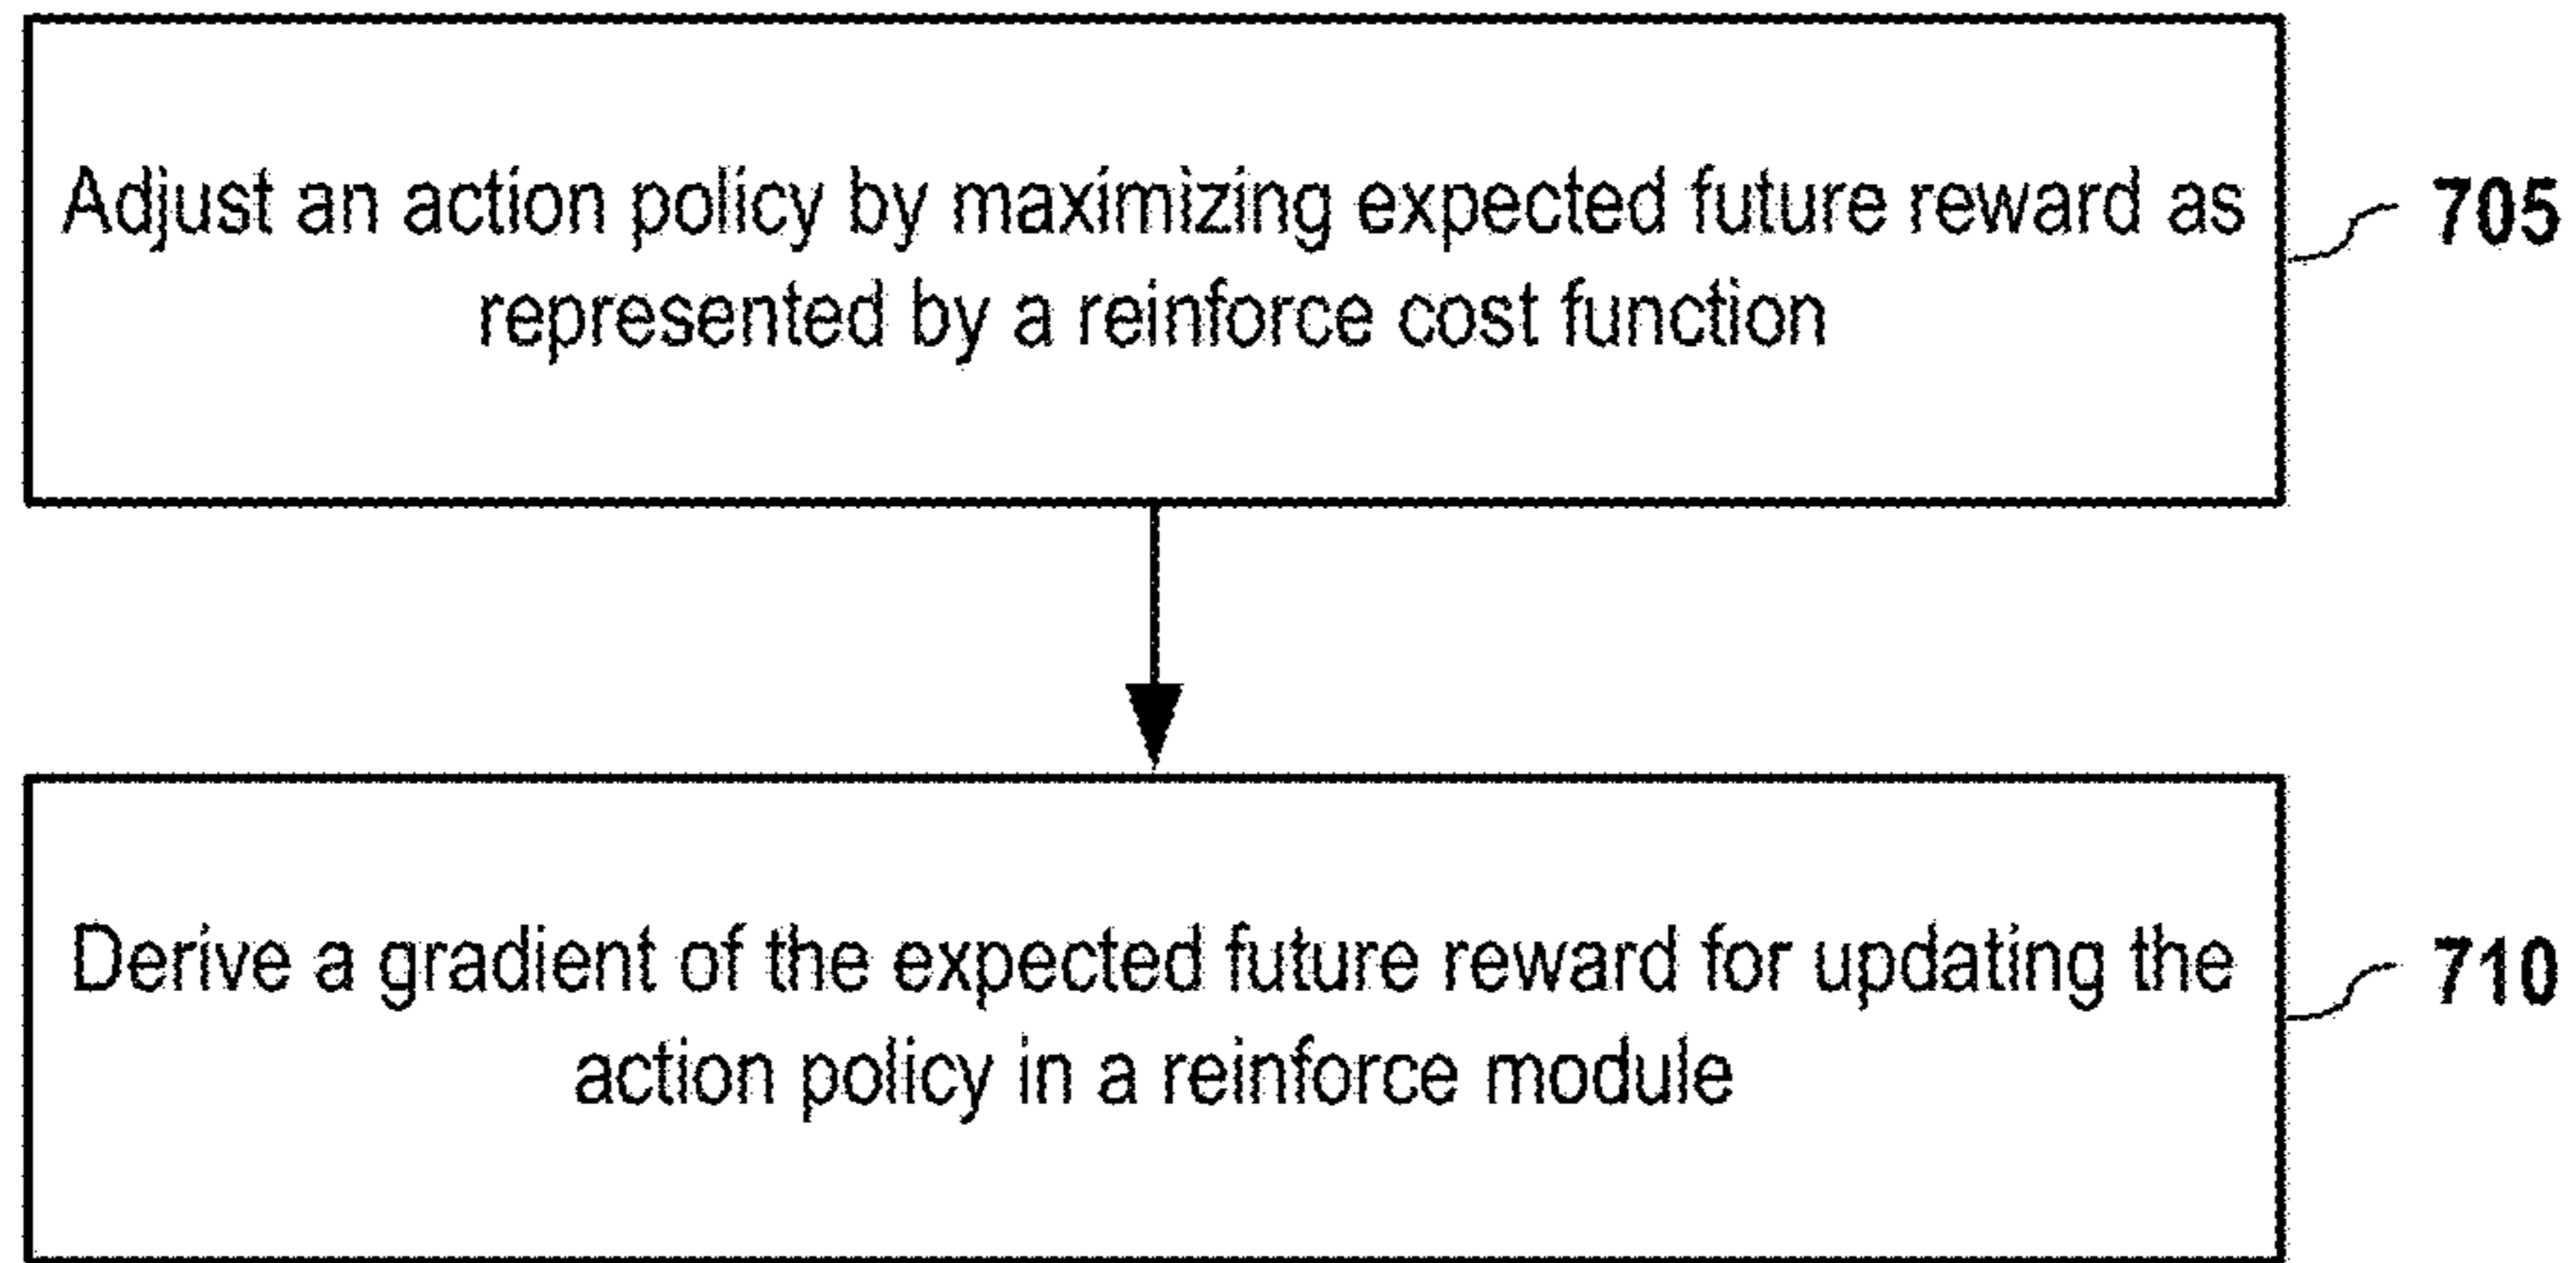 Adjust an action policy by maximizing expected future reward as
represented by a reinforce cost function
705
Derive a gradient of the expected future reward for updating the
action policy in a reinforce module
710